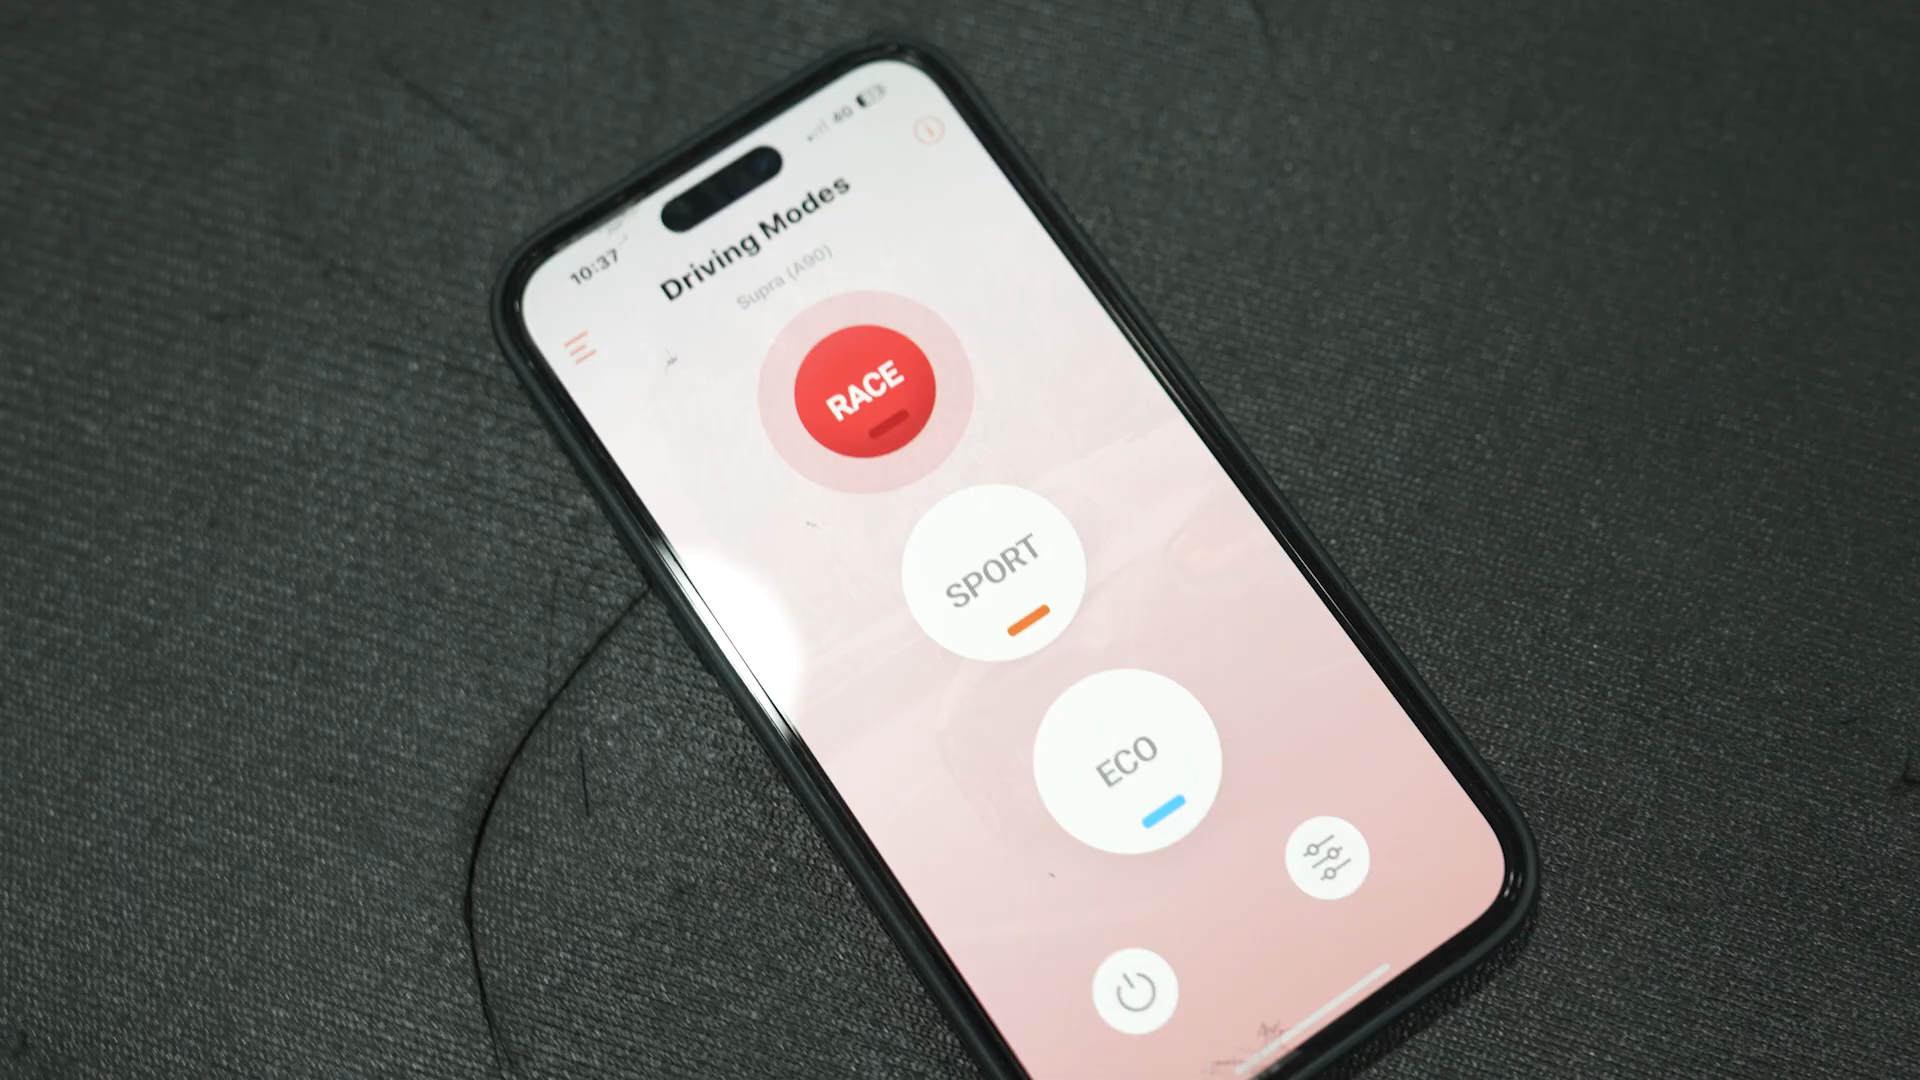 10:37
4G
Driving Modes
Supra (A90)
RACE
SPORT
ECO